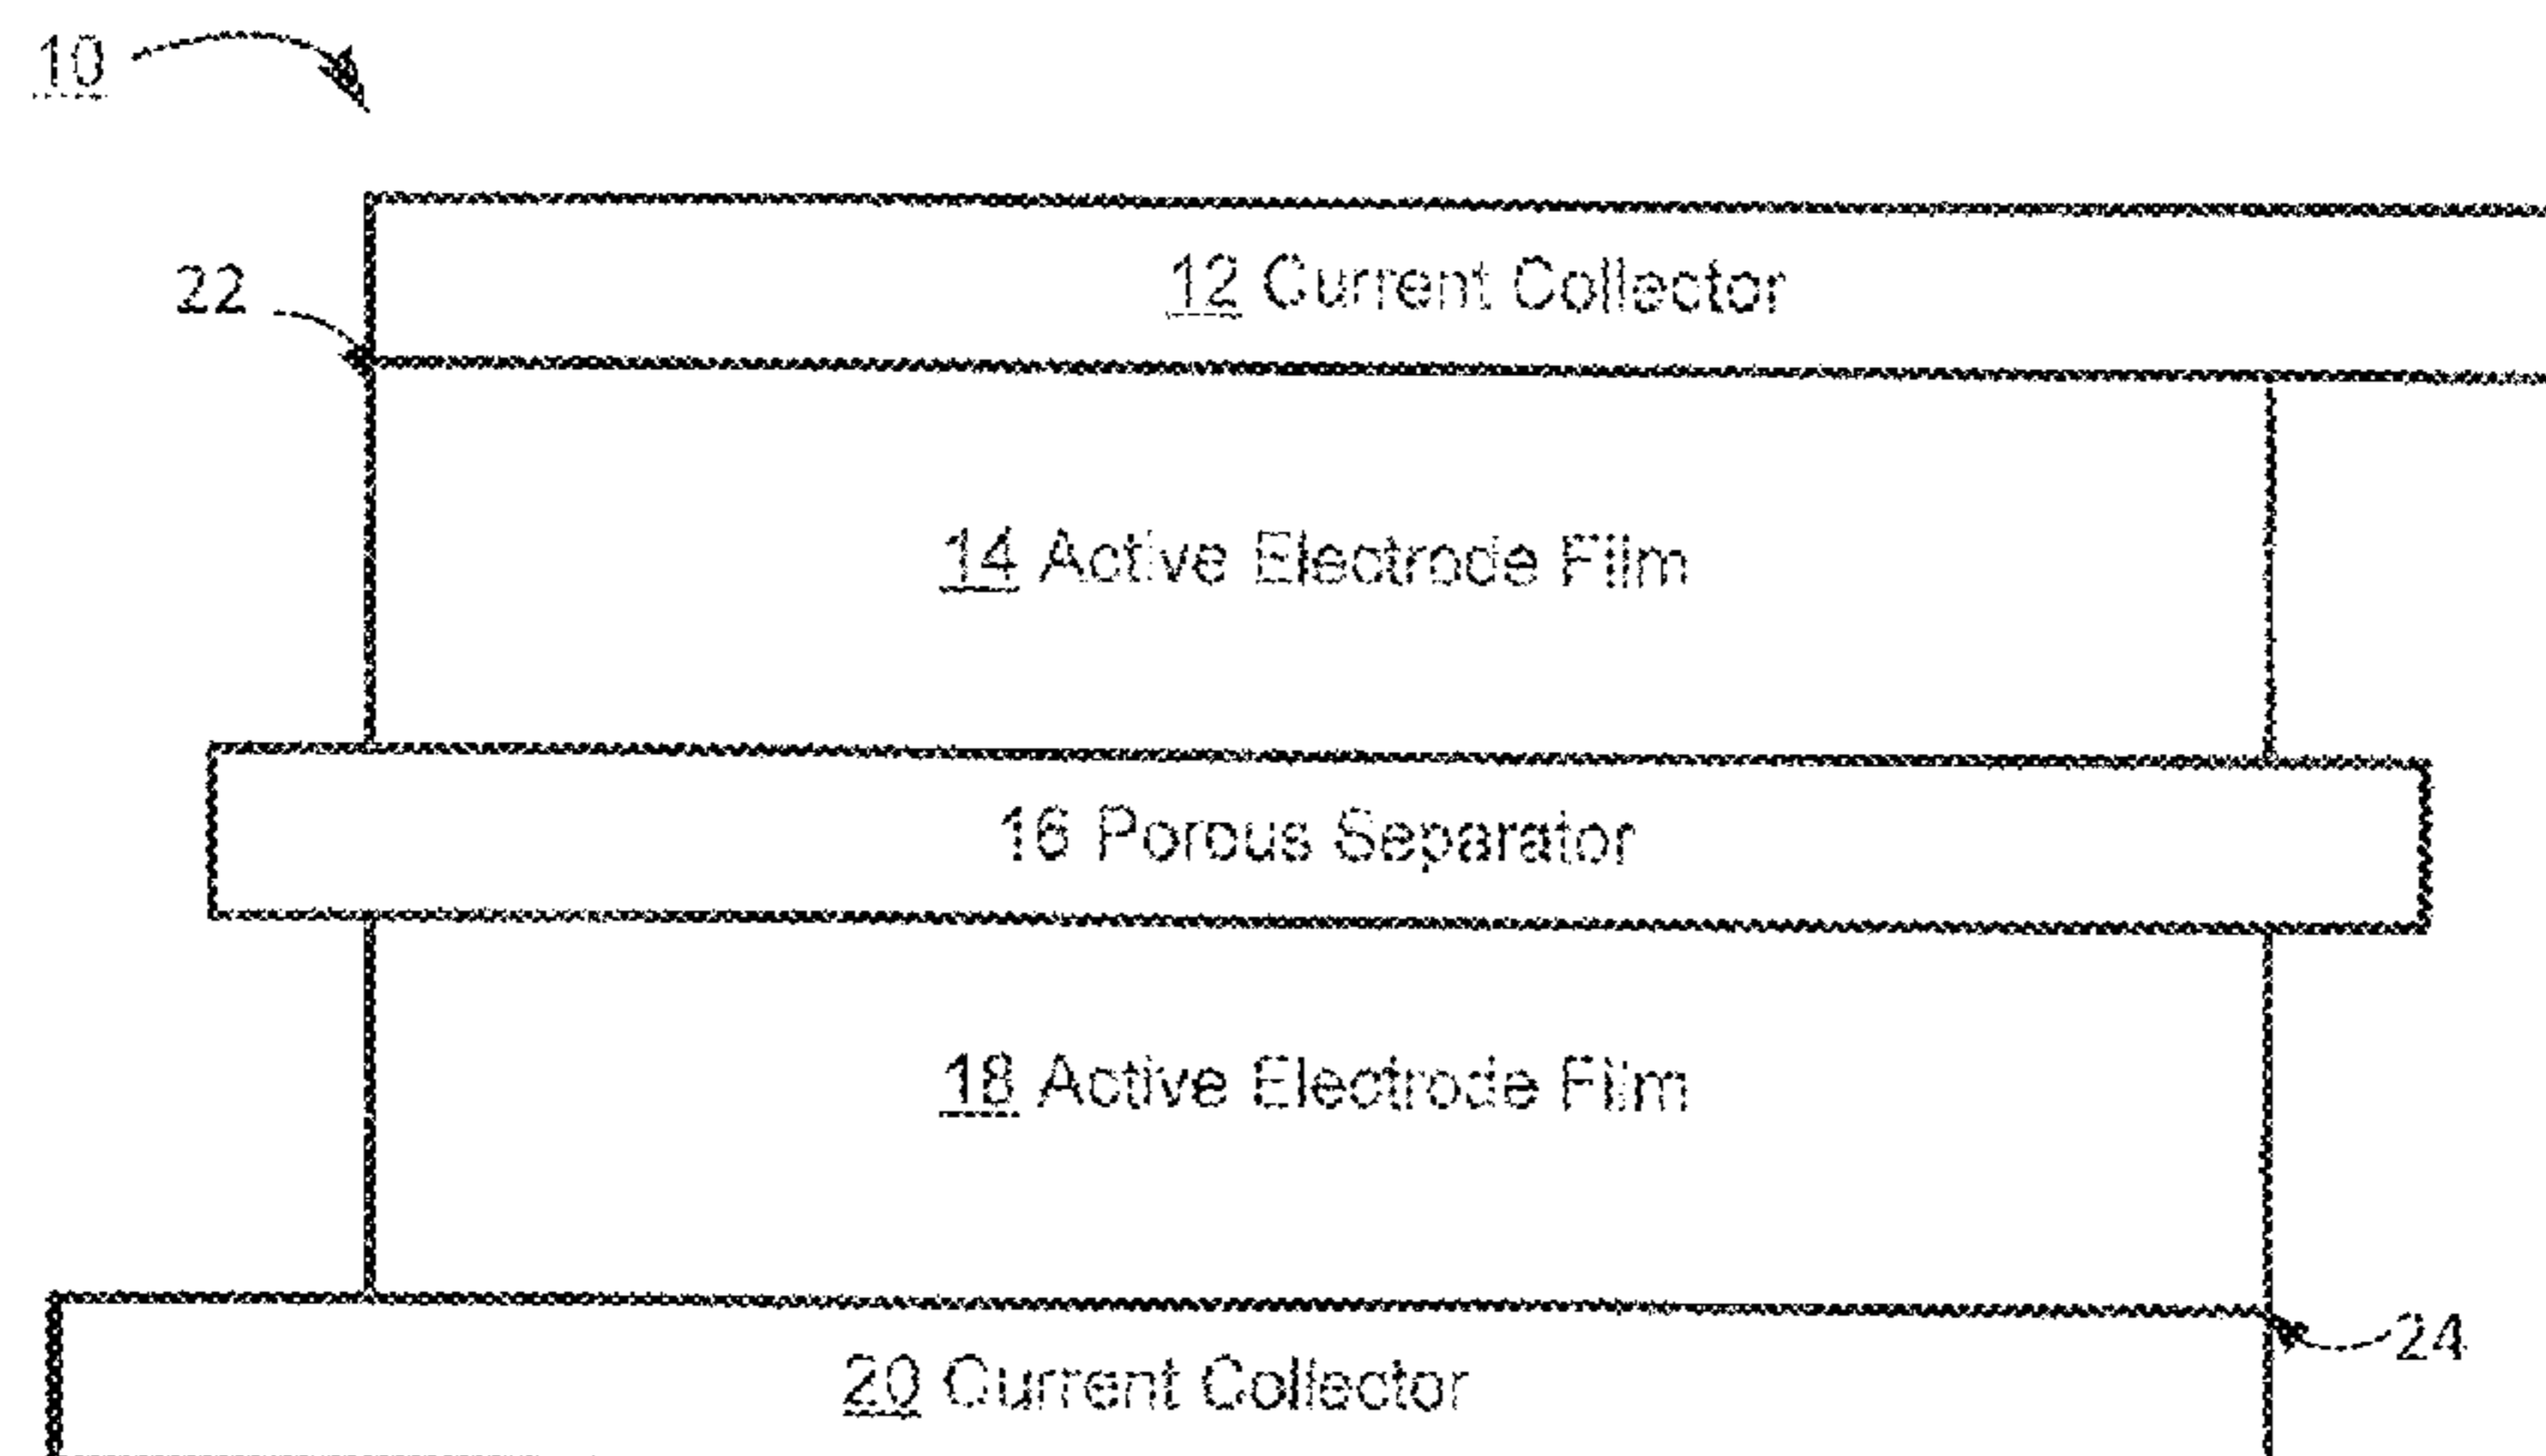 10
22
12 Current Collector
14 Active Electrode Film
16 Porous Separator
18 Active Electrode Film
20 Current Collector
24